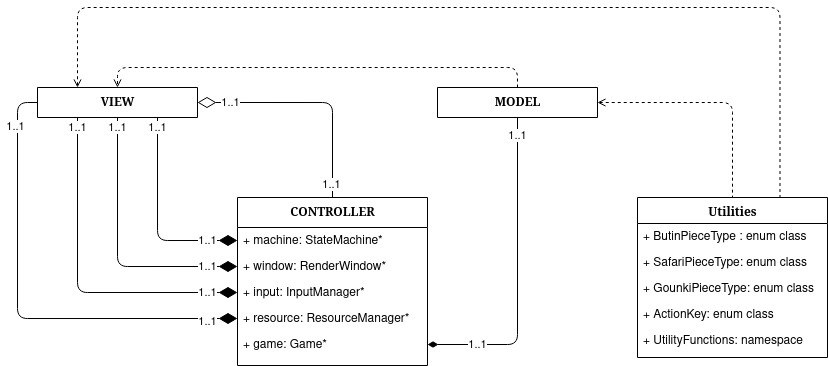 VIEW
1..1
MODEL
1..1
1..1
1..1
1..1
1..1
1..1
CONTROLLER
Utilities
+ ButinPieceType : enum class
1..1
+ machine: StateMachine*
+ SafariPieceType: enum class
1..1
+ window: RenderWindow*
+ GounkiPieceType: enum class
1..1
+ input: InputManager*
+ ActionKey: enum class
1..1
+ resource: ResourceManager*
+ UtilityFunctions: namespace
+ game: Game*
1..1